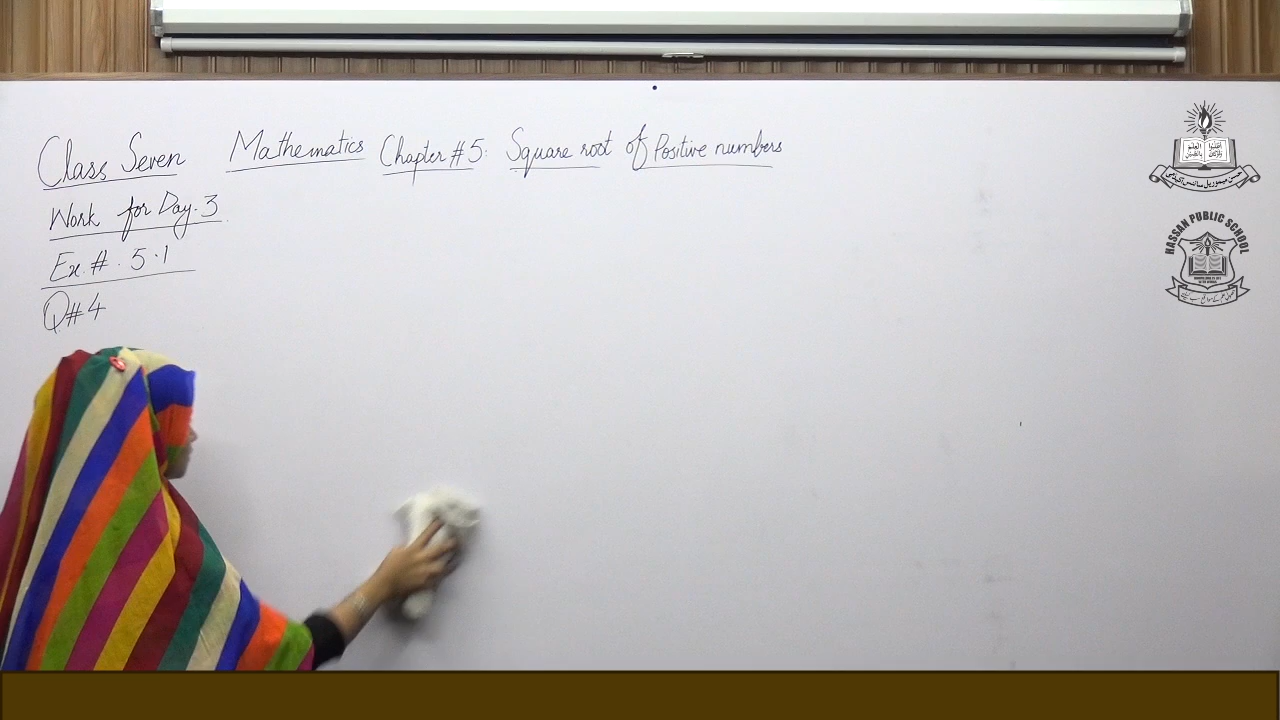 Class Seven Mathematics Chapter # 5: Square root of Positive numbers
Work for Day. 3
Ex. #. 5.1
Q# 4
HASSAN PUBLIC SCHOOL